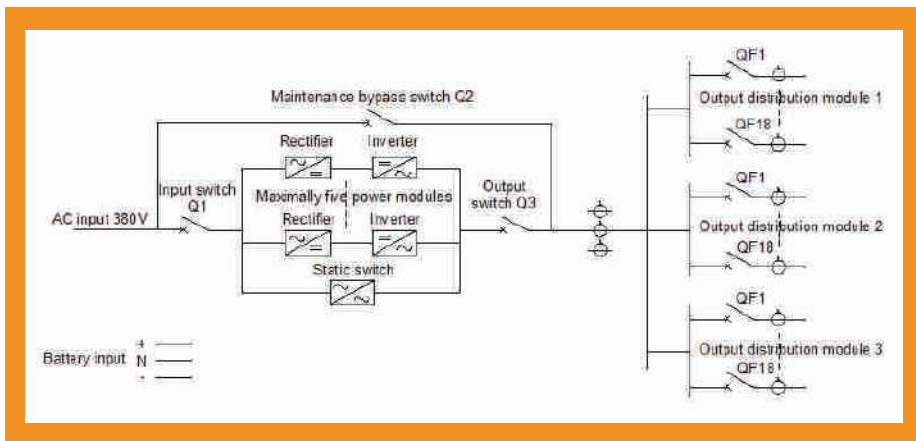 QF1
Output distribution module 1
QF18
Maintenance bypass switch Q2
Rectifier
Inverter
Input switch
Q1
Maximally five power modules
Output
switch Q3
AC input 380V
Rectifier
Inverter
Static switch
QF1
Output distribution module 2
QF18
QF1
Output distribution module 3
QF18
Battery input
+
N
-